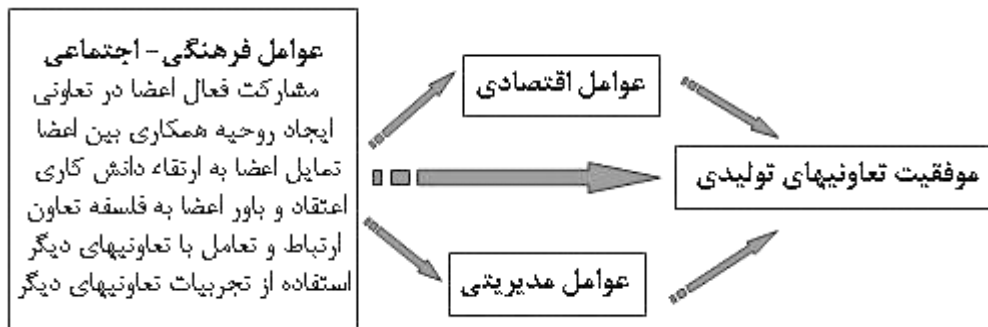 عوامل فرهنگی - اجتماعی
مشارکت فعال اعضا در تعاونی
ایجاد روحیه همکاری بین اعضا
تمایل اعضا به ارتقاء دانش کاری
اعتقاد و باور اعضا به فلسفه تعاون
ارتباط و تعامل با تعاونیهای دیگر
استفاده از تجربیات تعاونیهای دیگر
عوامل اقتصادی
موفقیت تعاونیهای تولیدی
عوامل مدیریتی